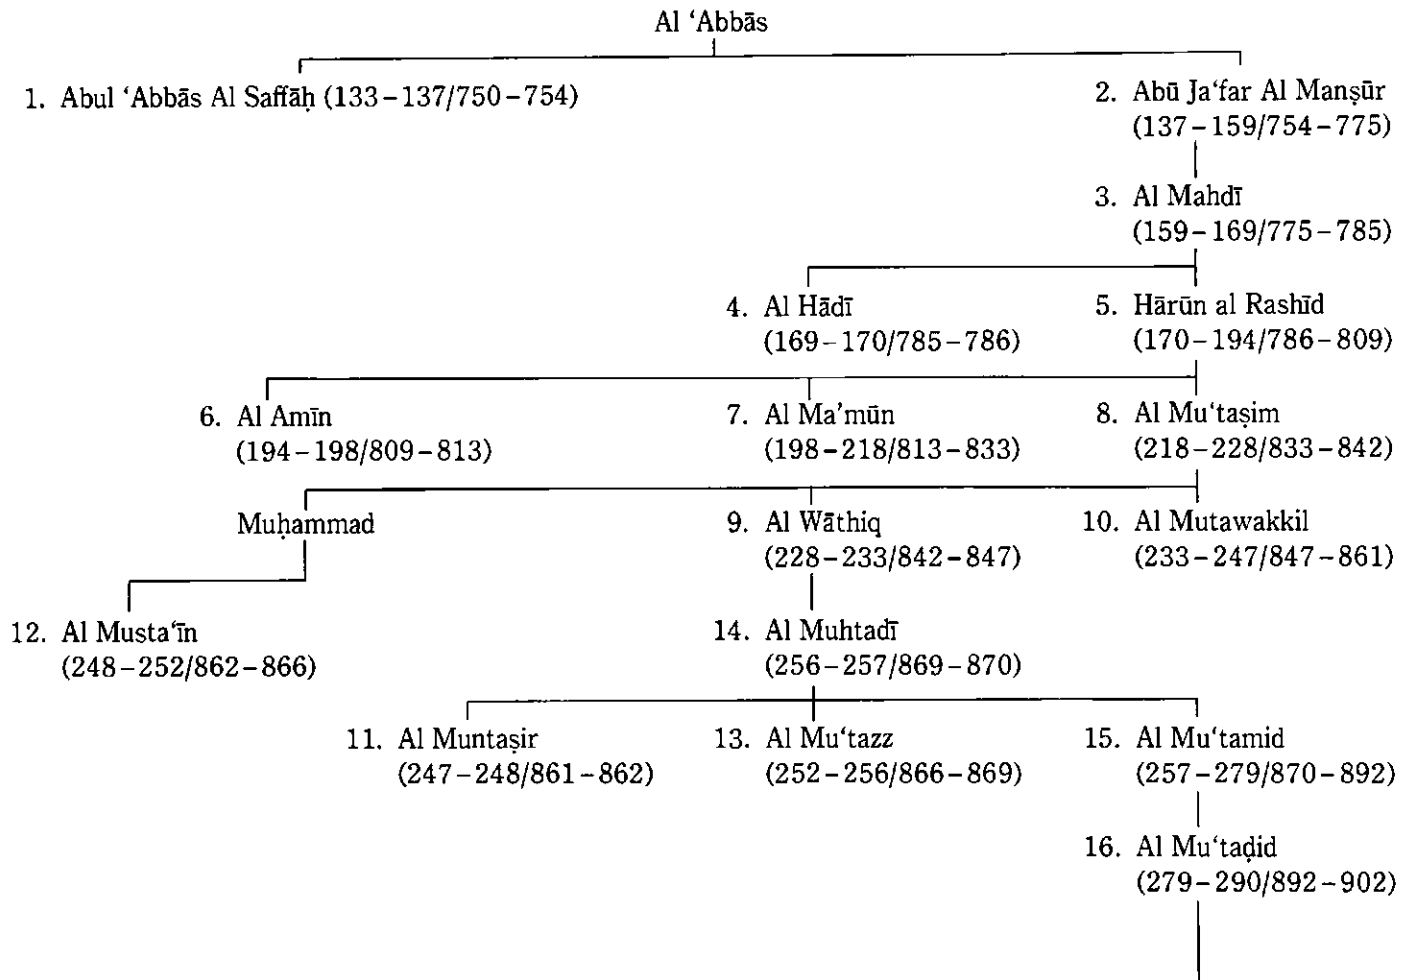 Al ‘Abbās
1. Abul ‘Abbās Al Saffāḥ (133–137/750–754)
2. Abū Ja‘far Al Manṣūr
(137–159/754–775)
3. Al Mahdī
(159–169/775–785)
4. Al Hādī
(169–170/785–786)
5. Hārūn al Rashīd
(170–194/786–809)
6. Al Amīn
(194–198/809–813)
7. Al Ma’mūn
(198–218/813–833)
8. Al Mu‘taṣim
(218–228/833–842)
Muḥammad
9. Al Wāthiq
(228–233/842–847)
10. Al Mutawakkil
(233–247/847–861)
12. Al Musta‘īn
(248–252/862–866)
14. Al Muhtadī
(256–257/869–870)
11. Al Muntaṣir
(247–248/861–862)
13. Al Mu‘tazz
(252–256/866–869)
15. Al Mu‘tamid
(257–279/870–892)
16. Al Mu‘taḍid
(279–290/892–902)